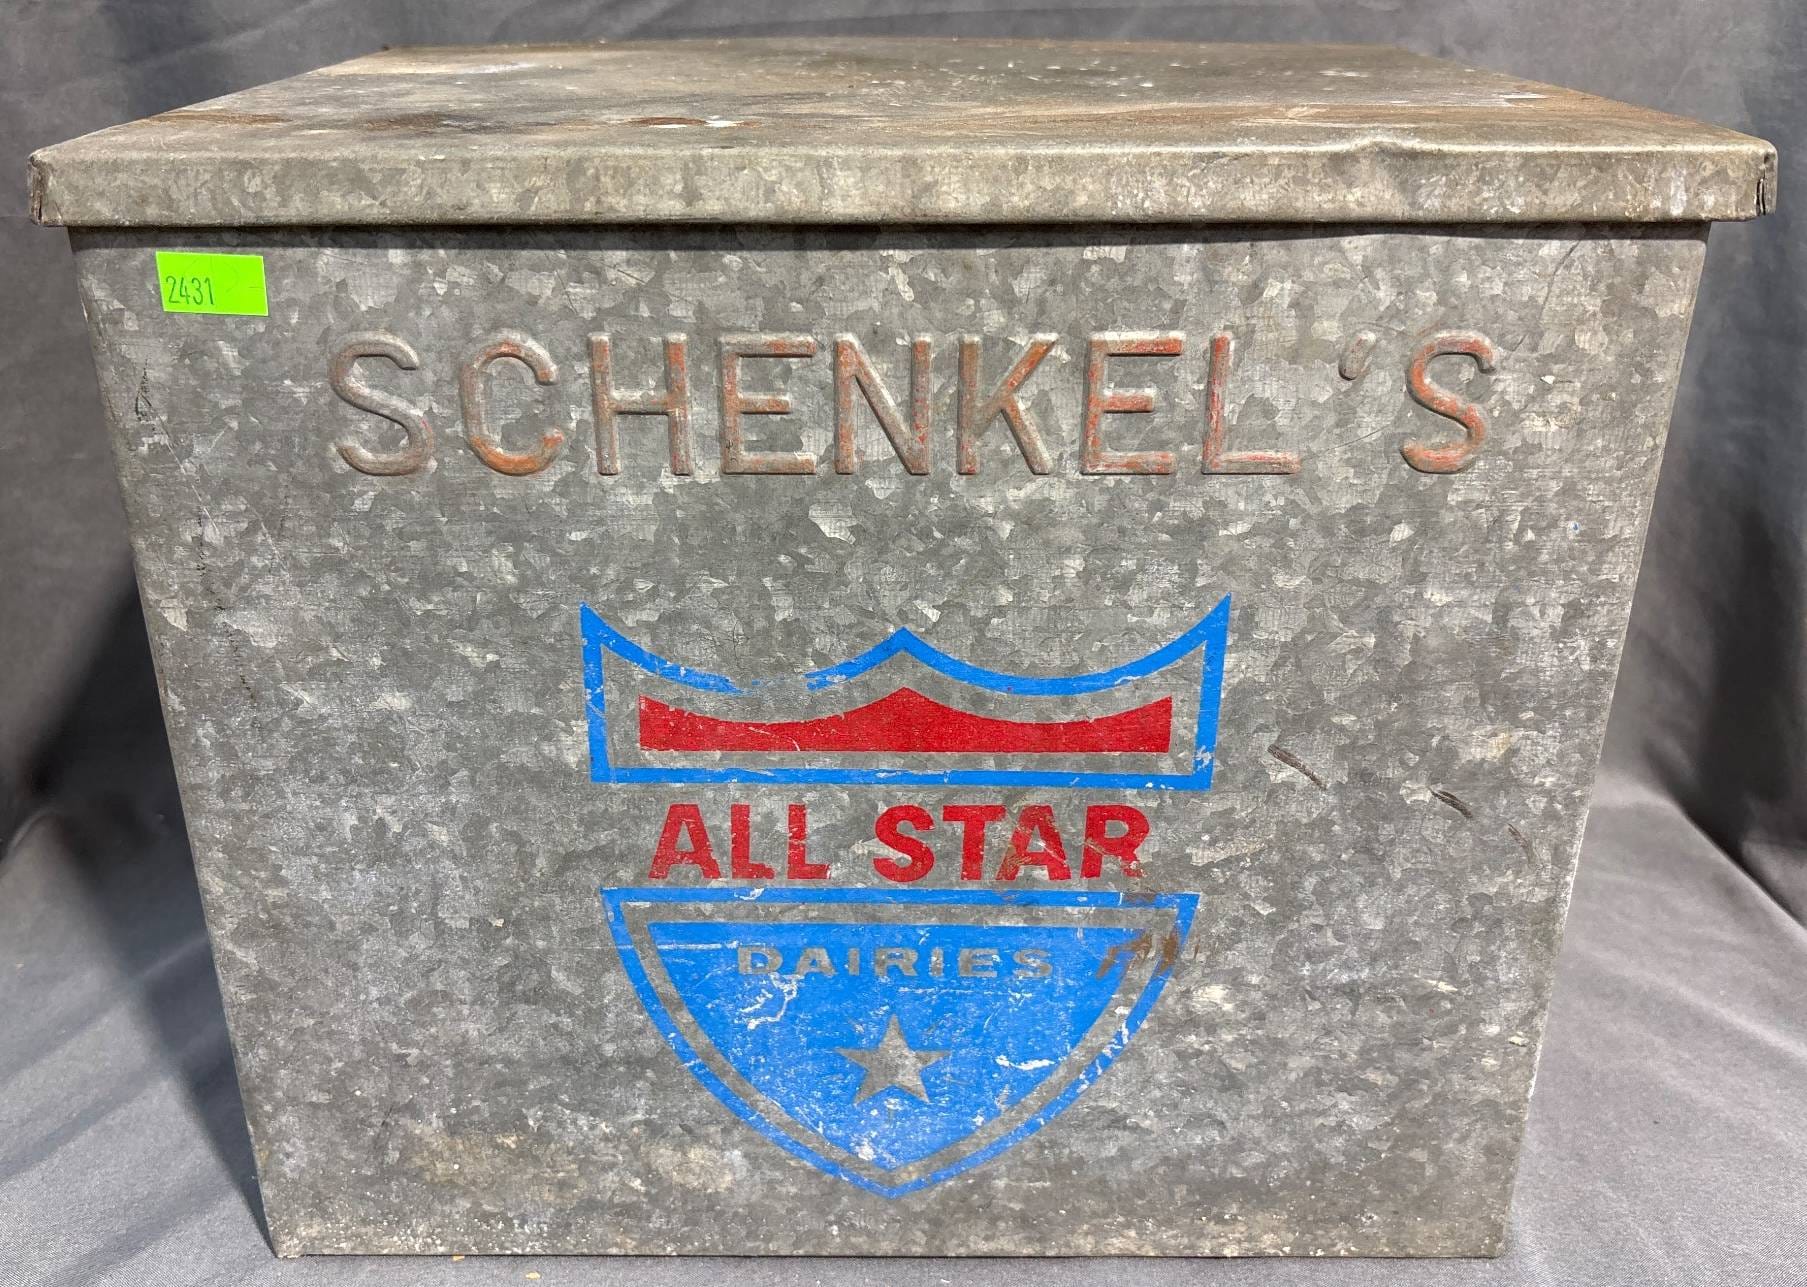 2431
SCHENKEL'S
ALL STAR
DAIRIES